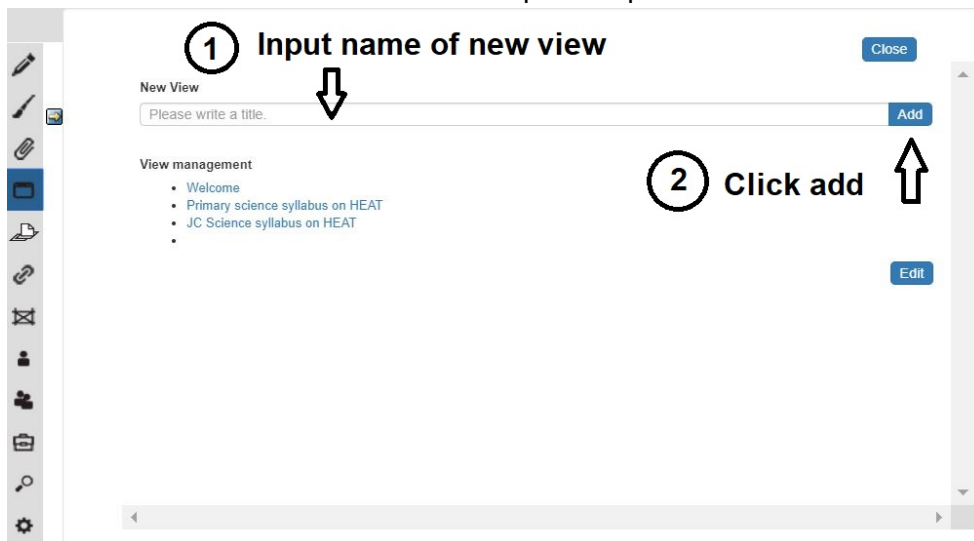 1 Input name of new view
Close
New View
Please write a title.
Add
View management
2 Click add
Welcome
Primary science syllabus on HEAT
JC Science syllabus on HEAT
Edit